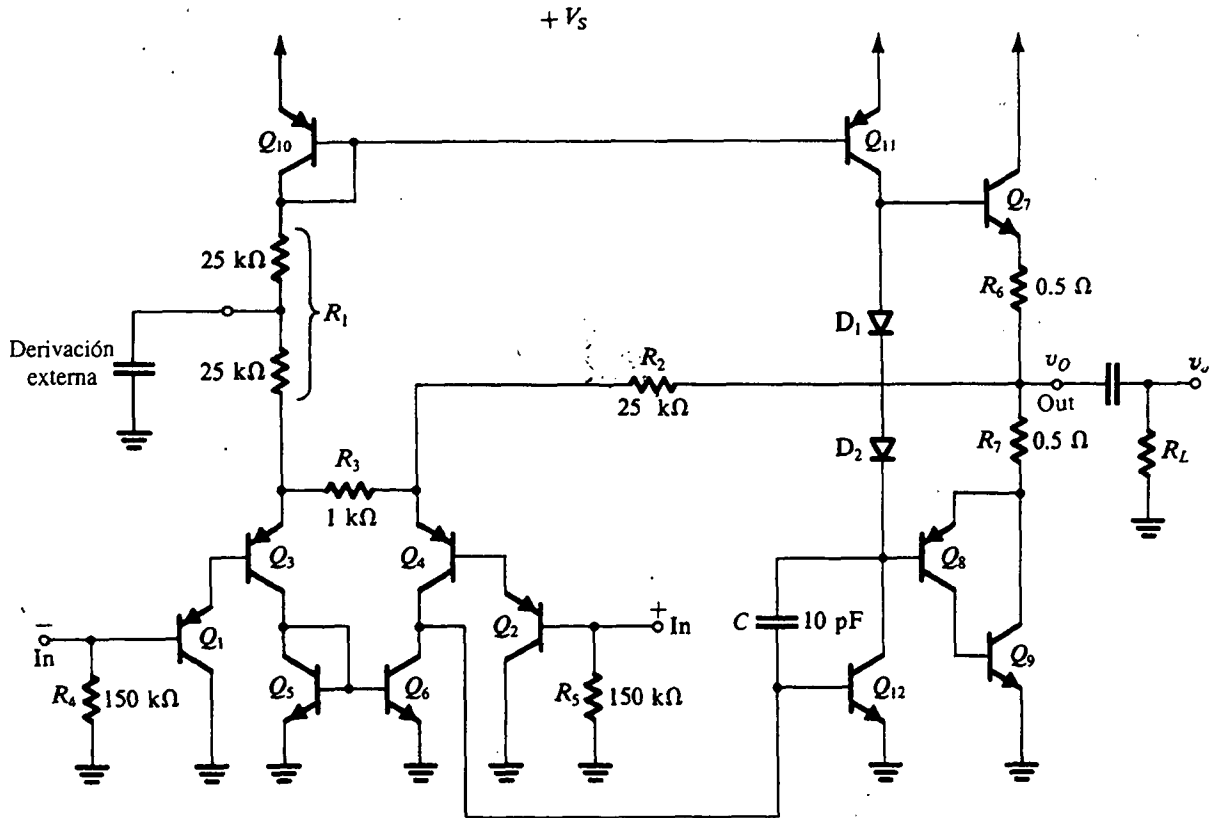 + V_S
Q_10
Q_11
Q_7
25 kΩ
R_1
R_6
0.5 Ω
D_1
Derivación
externa
25 kΩ
R_2
25 kΩ
v_O
Out
R_7
0.5 Ω
R_L
D_2
R_3
1 kΩ
Q_3
Q_4
Q_8
−
In
Q_1
Q_2
+
In
C
10 pF
R_4
150 kΩ
Q_5
Q_6
R_5
150 kΩ
Q_12
Q_9